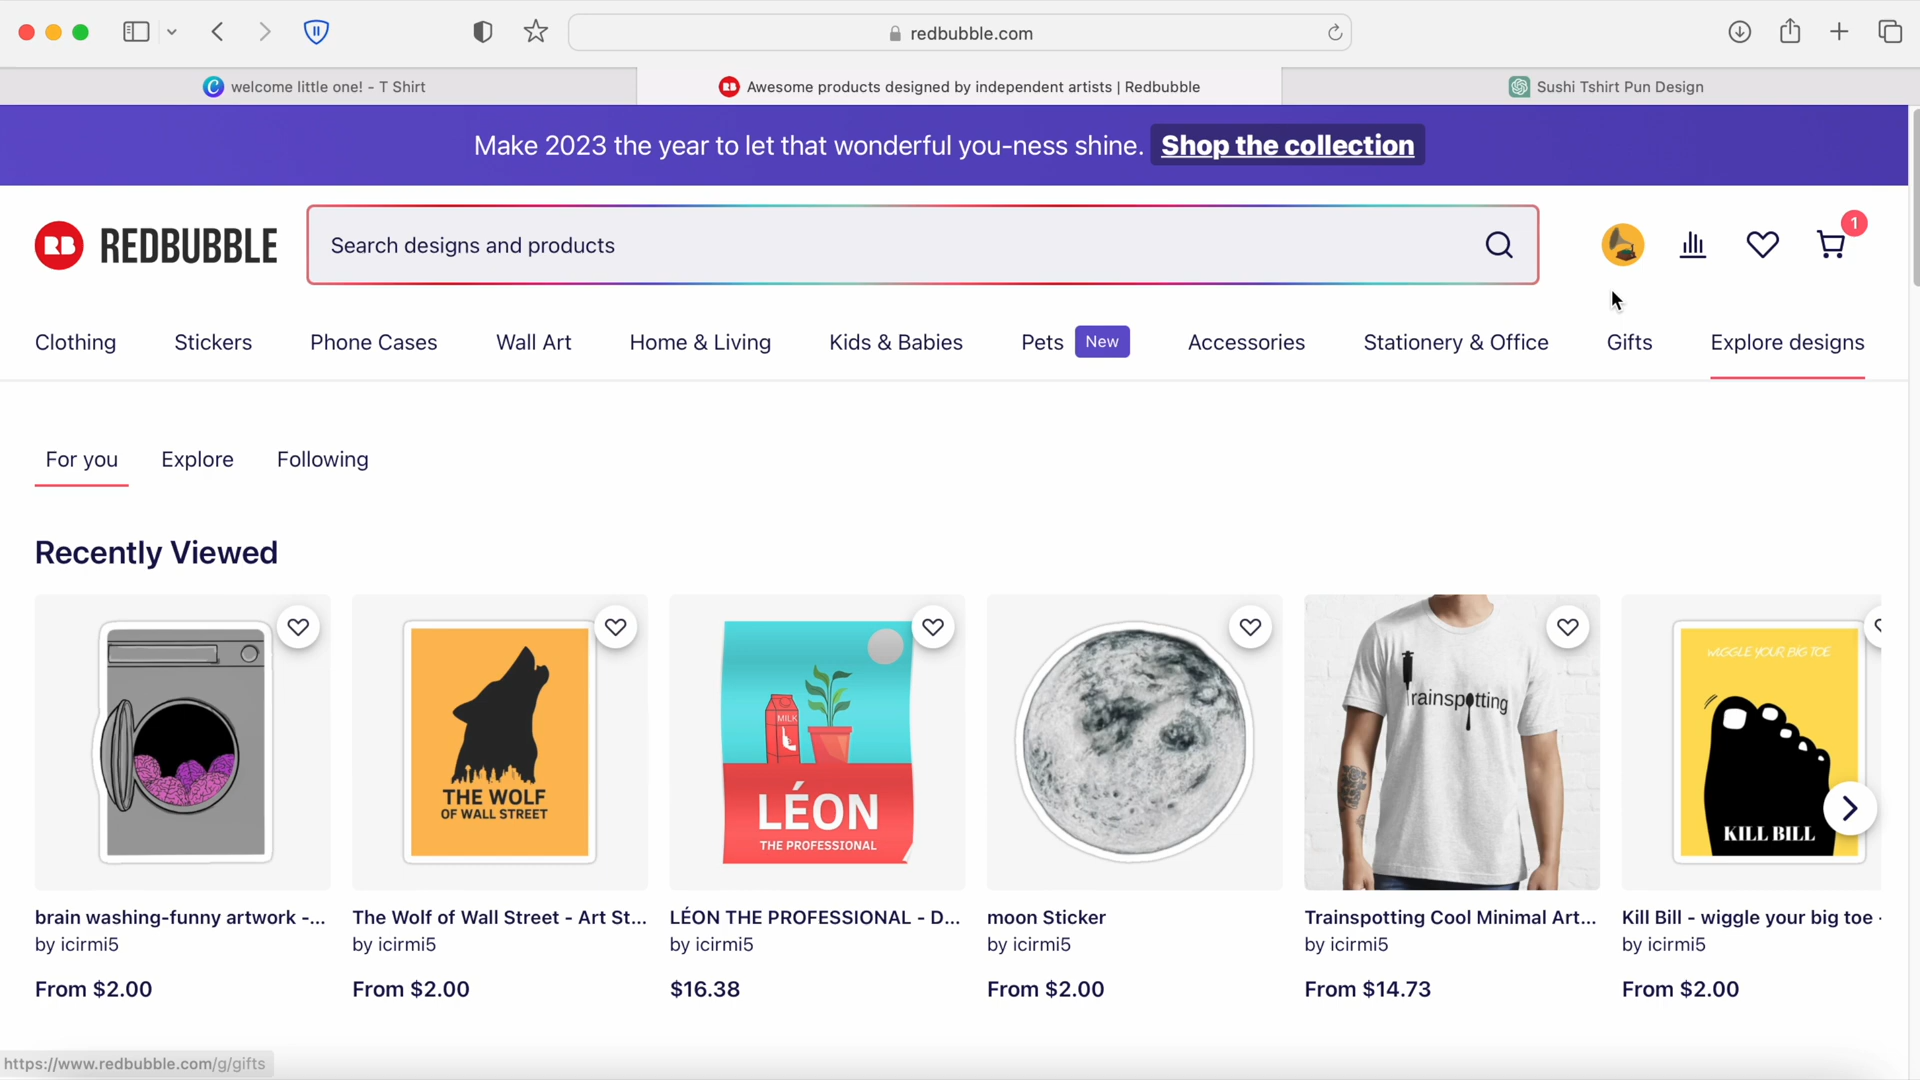 redbubble.com
welcome little one! - T Shirt
Awesome products designed by independent artists | Redbubble
Sushi Tshirt Pun Design
Make 2023 the year to let that wonderful you-ness shine. Shop the collection
RB REDBUBBLE
Search designs and products
1
Clothing Stickers Phone Cases Wall Art Home & Living Kids & Babies Pets New Accessories Stationery & Office Gifts Explore designs
For you Explore Following
Recently Viewed
THE WOLF
OF WALL STREET
MILK
LÉON
THE PROFESSIONAL
rainspotting
WIGGLE YOUR BIG TOE
KILL BILL
brain washing-funny artwork -... The Wolf of Wall Street - Art St... LÉON THE PROFESSIONAL - D... moon Sticker Trainspotting Cool Minimal Art... Kill Bill - wiggle your big toe -
by icirmi5 by icirmi5 by icirmi5 by icirmi5 by icirmi5 by icirmi5
From $2.00 From $2.00 $16.38 From $2.00 From $14.73 From $2.00
https://www.redbubble.com/g/gifts